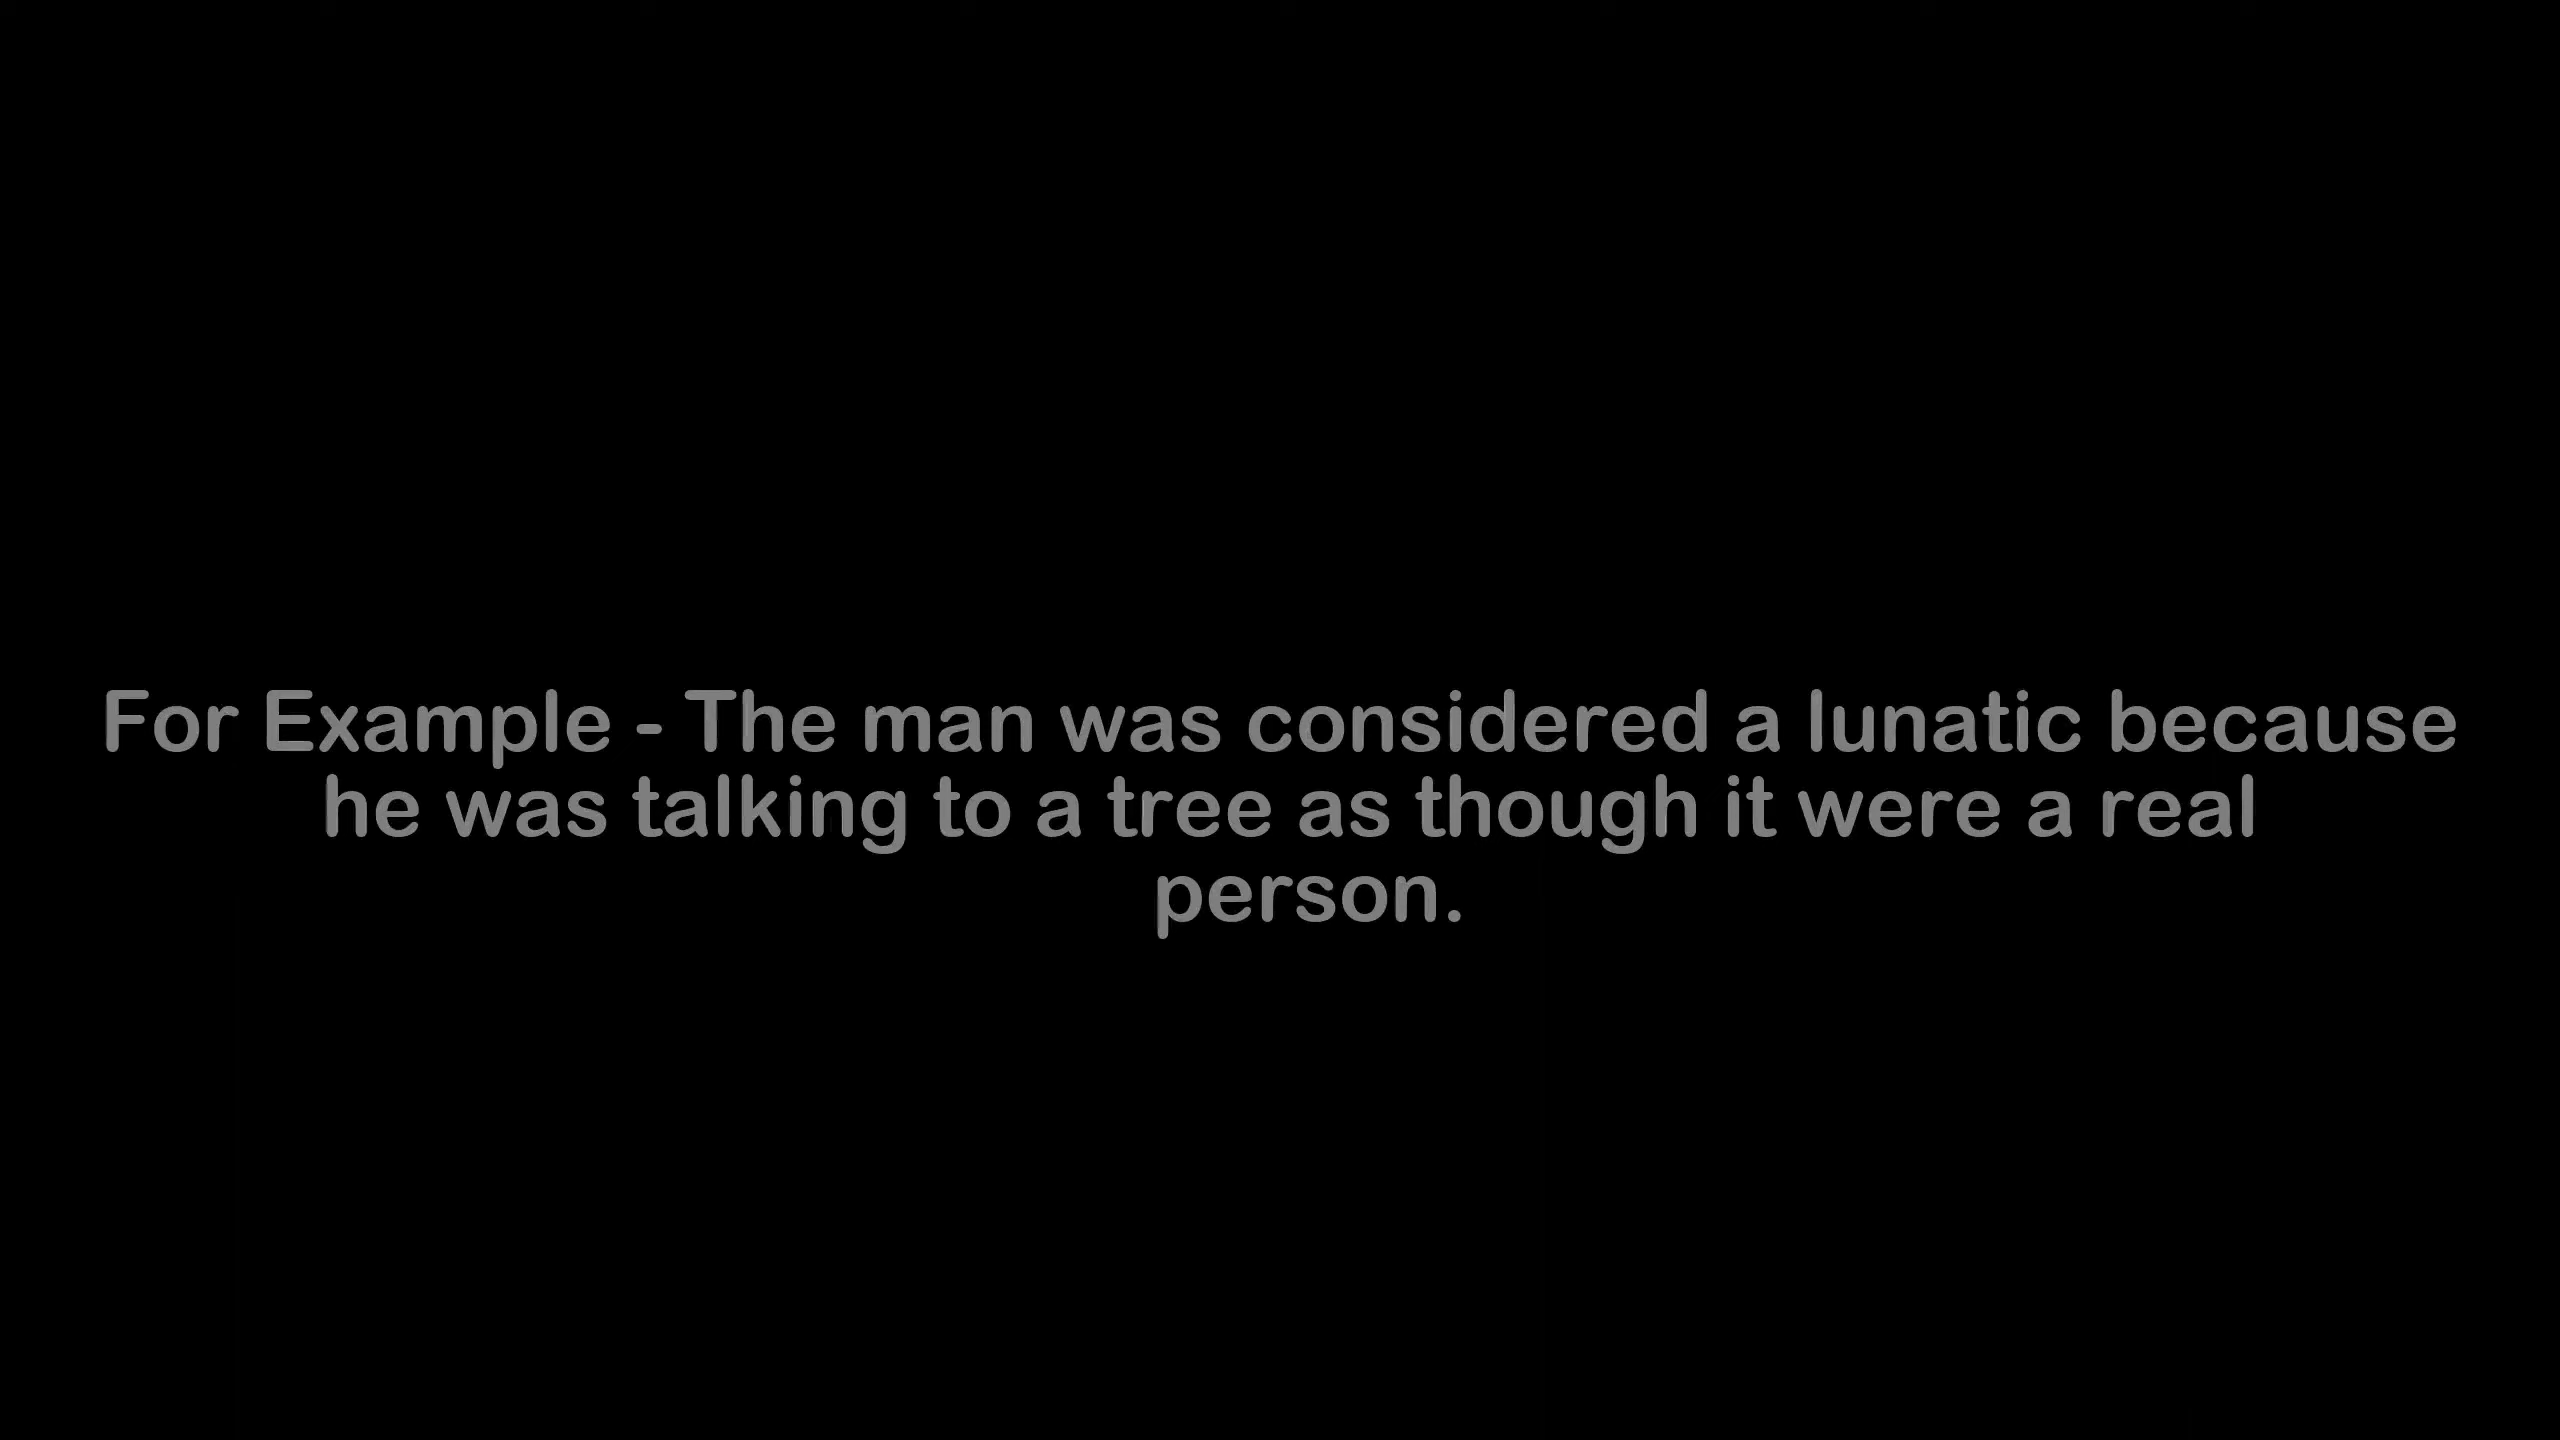 For Example - The man was considered a lunatic because
he was talking to a tree as though it were a real
person.